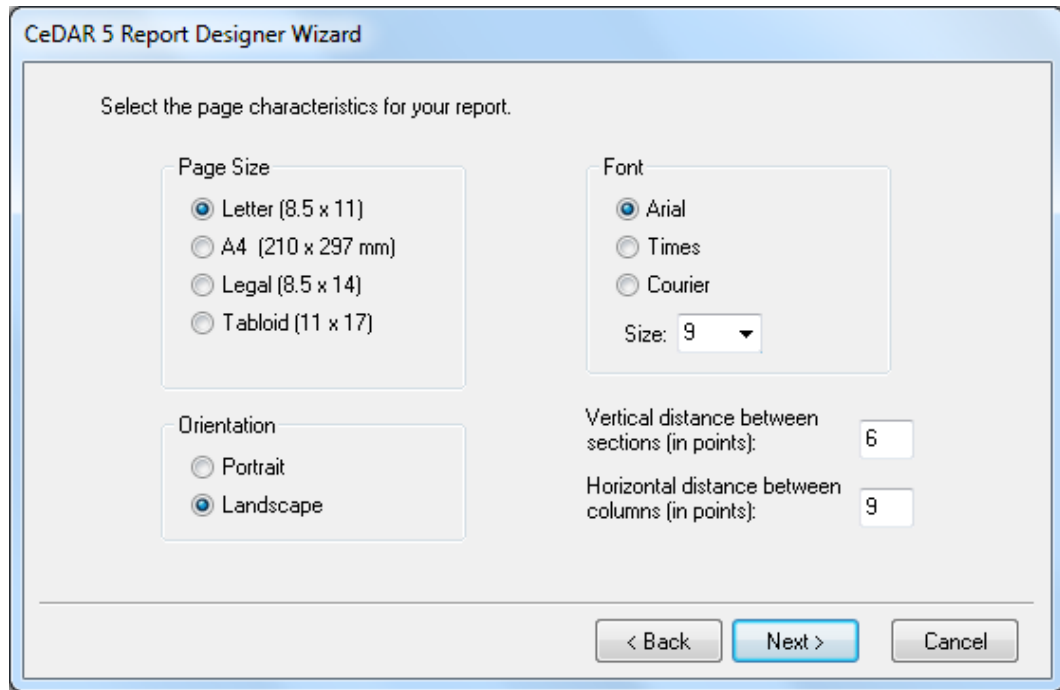 CeDAR 5 Report Designer Wizard
Select the page characteristics for your report.
Page Size
Letter (8.5 x 11)
A4 (210 x 297 mm)
Legal (8.5 x 14)
Tabloid (11 x 17)
Orientation
Portrait
Landscape
Font
Arial
Times
Courier
Size: 9
Vertical distance between
sections (in points): 6
Horizontal distance between
columns (in points): 9
< Back Next > Cancel